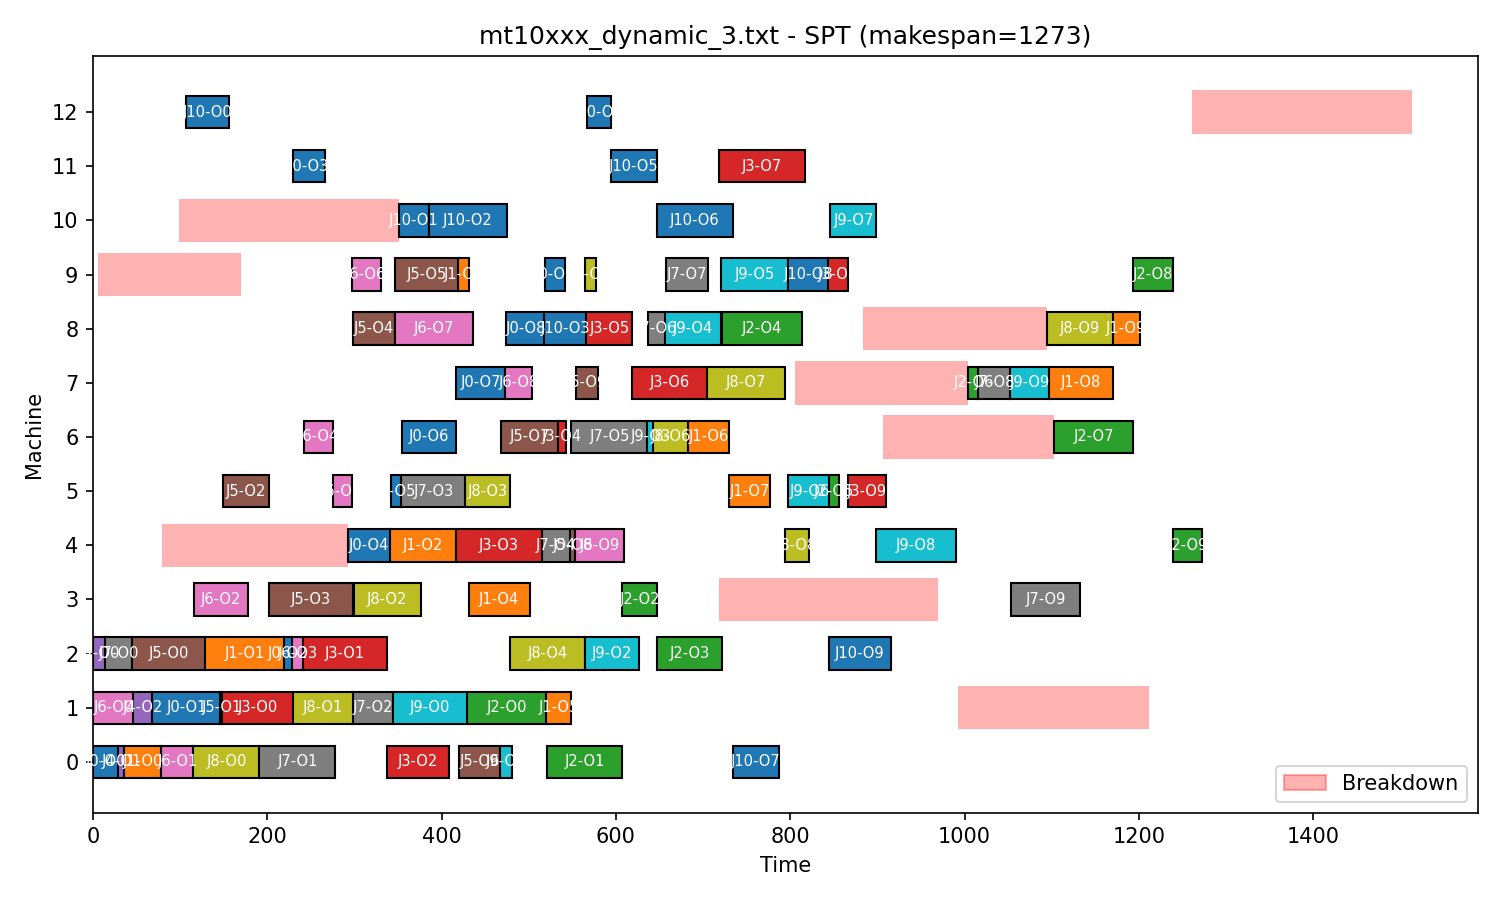 mt10xxx_dynamic_3.txt - SPT (makespan=1273)
Machine
12
J10-O0
11
J10-O5 J3-O7
10
J10-O1 J10-O2 J10-O6 J9-O7
9
J5-O5 J7-O7 J9-O5 J2-O8
8
J5-O4 J6-O7 J0-O8 J10-O3 J3-O5 J9-O4 J2-O4 J8-O9 J1-O9
7
J0-O7 J6-O8 J3-O6 J8-O7 J9-O9 J1-O8
6
J0-O6 J5-O7 J7-O5 J1-O6 J2-O7
5
J5-O2 J7-O3 J8-O3 J1-O7 J3-O9
4
J0-O4 J1-O2 J3-O3 J6-O9 J9-O8 J2-O9
3
J6-O2 J5-O3 J8-O2 J1-O4 J2-O2 J7-O9
2
J5-O0 J1-O1 J3-O1 J8-O4 J9-O2 J2-O3 J10-O9
1
J0-O1 J5-O1 J3-O0 J8-O1 J7-O2 J9-O0 J2-O0 J1-O5
0
J8-O0 J7-O1 J3-O2 J2-O1 J10-O7
Breakdown
0 200 400 600 800 1000 1200 1400
Time